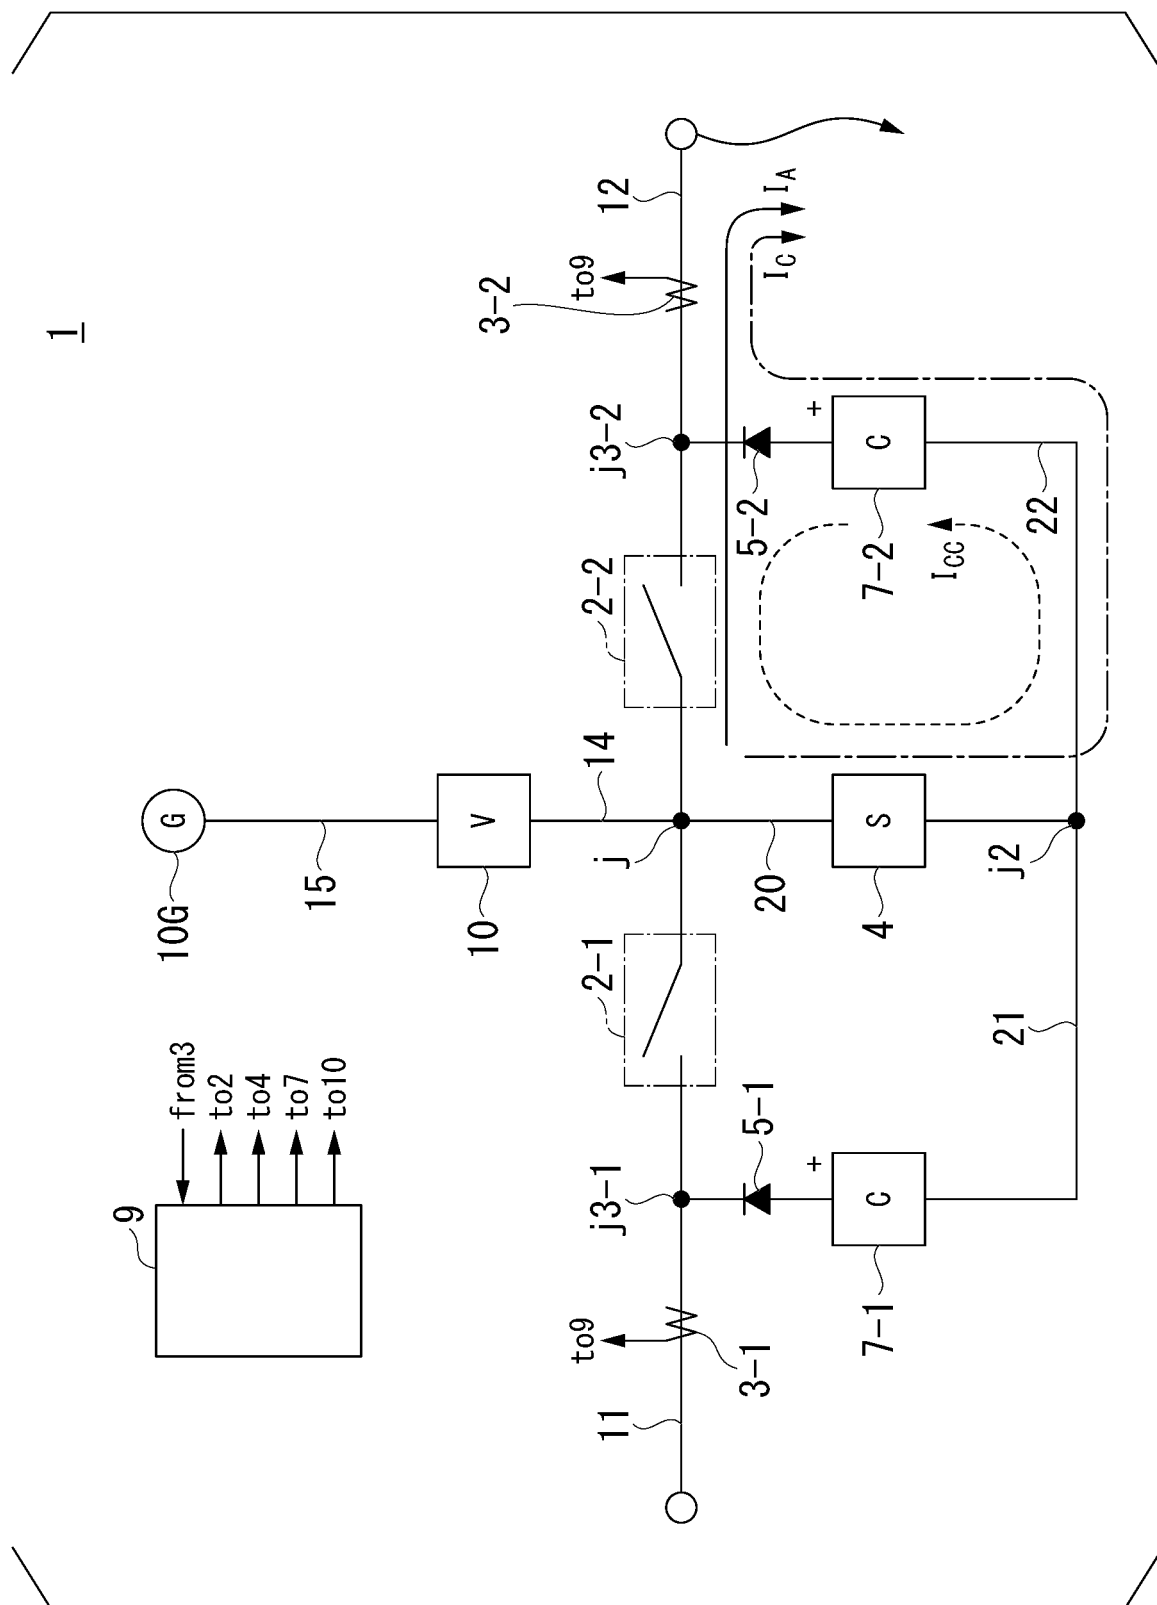 1
9
from3
to2
to4
to7
to10
10G
G
15
10
V
14
j
20
4
S
j2
11
to9
3-1
j3-1
5-1
+
C
7-1
21
2-1
2-2
j3-2
5-2
+
C
7-2
22
to9
3-2
12
I_A
I_C
I_CC